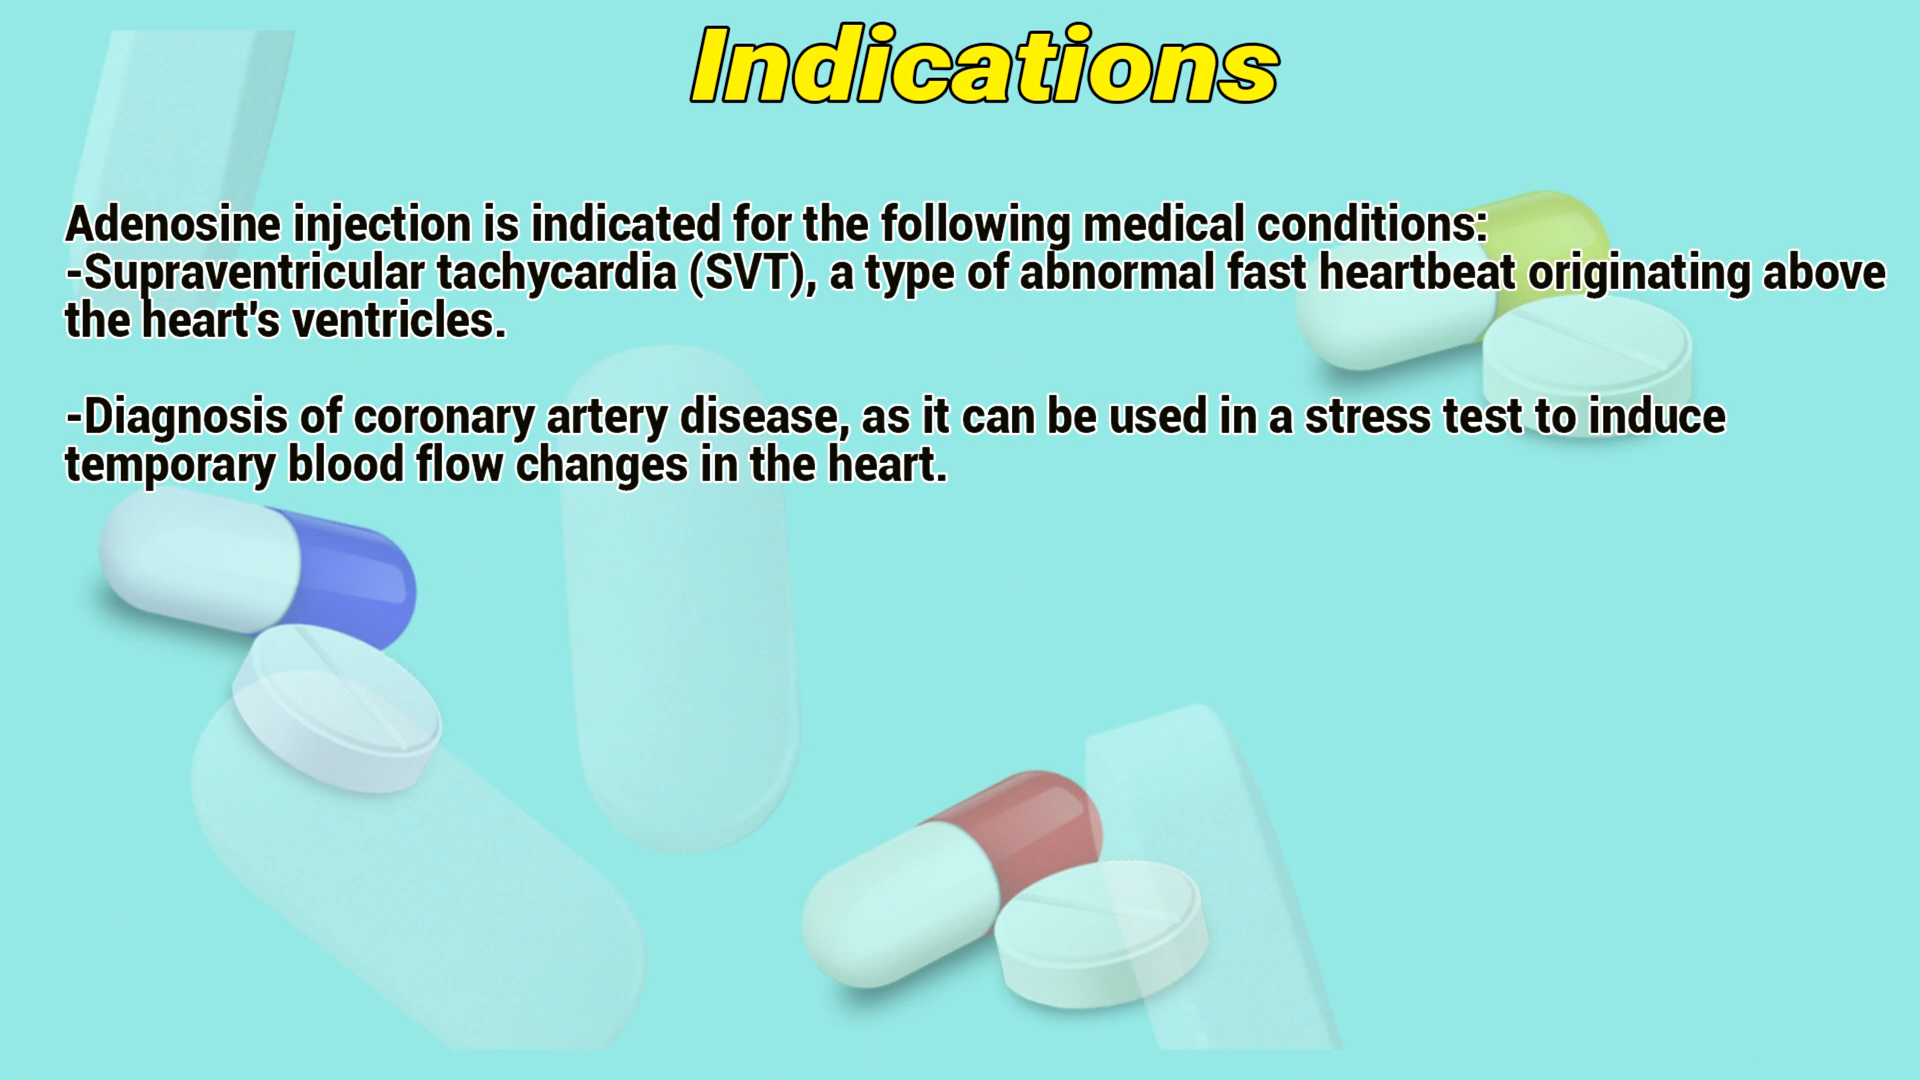 Indications
Adenosine injection is indicated for the following medical conditions:
-Supraventricular tachycardia (SVT), a type of abnormal fast heartbeat originating above
the heart's ventricles.
-Diagnosis of coronary artery disease, as it can be used in a stress test to induce
temporary blood flow changes in the heart.